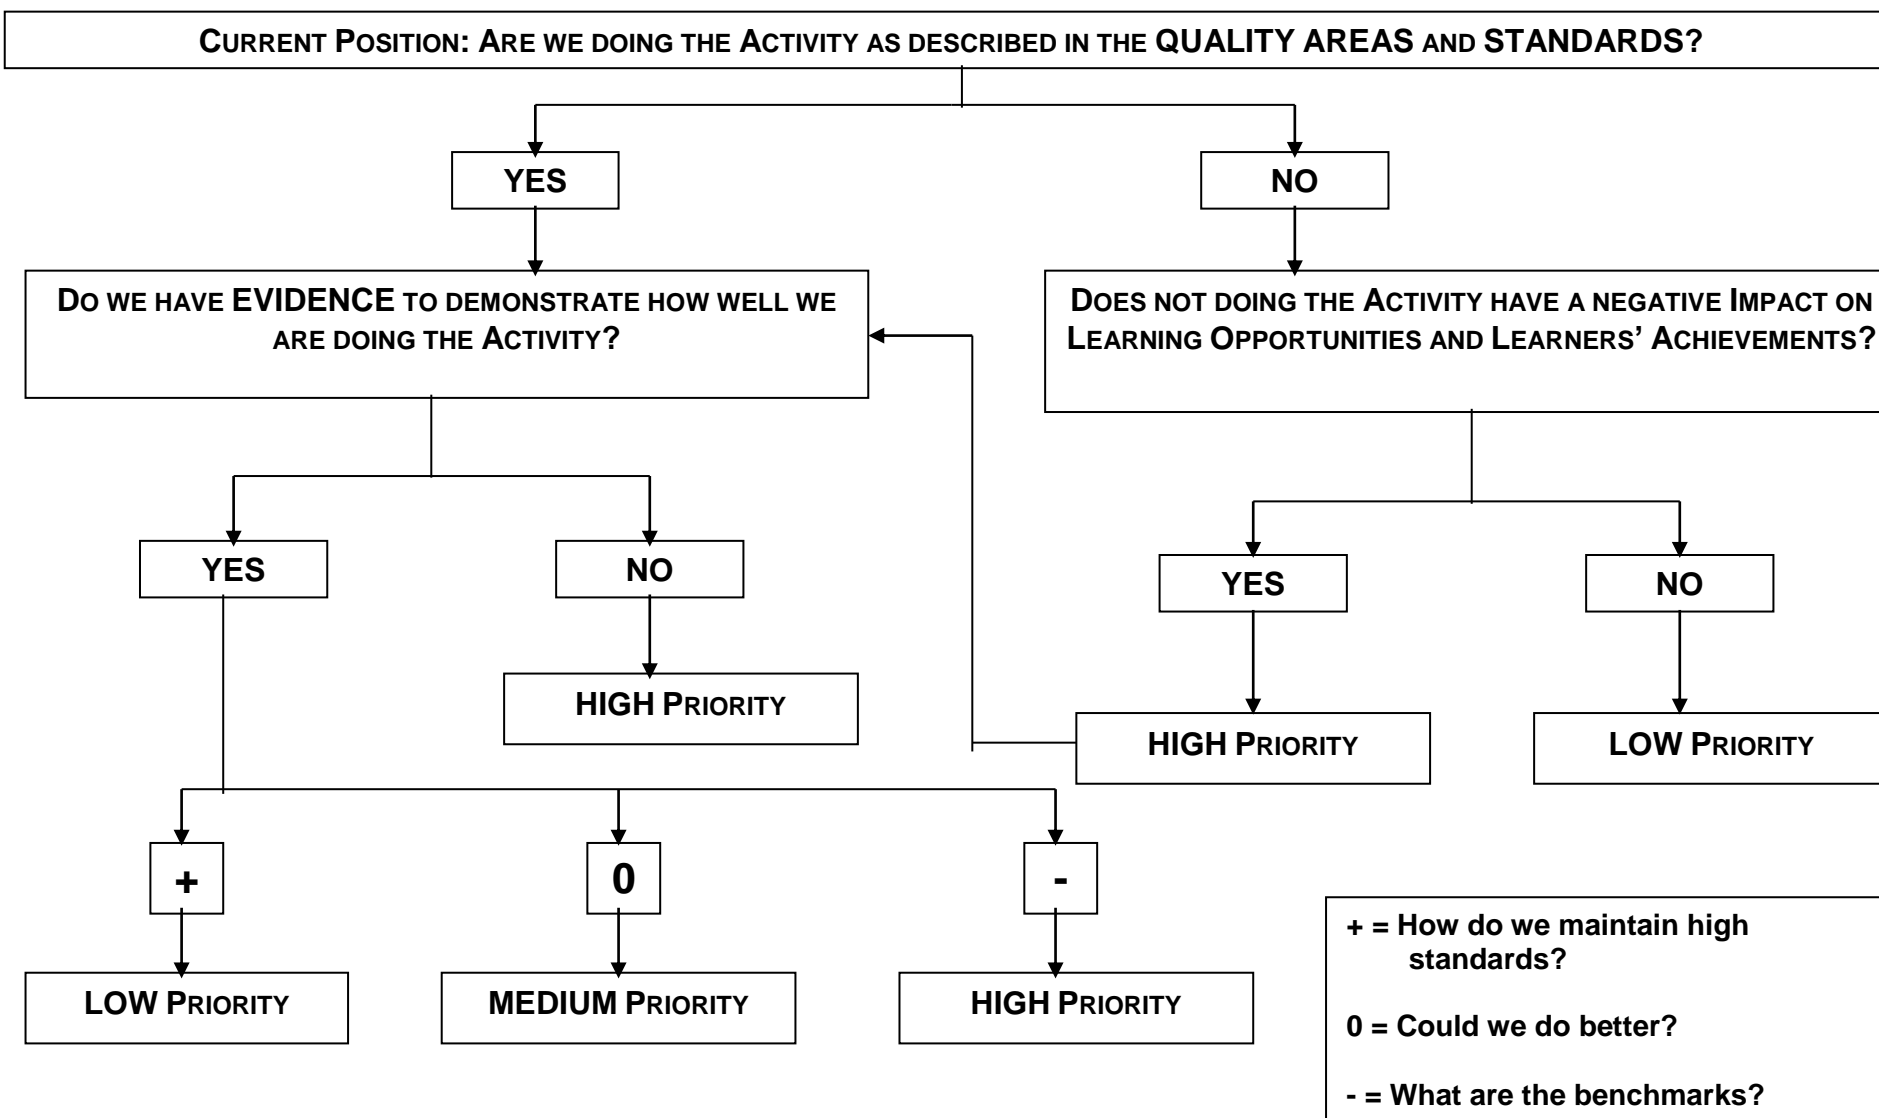 CURRENT POSITION: ARE WE DOING THE ACTIVITY AS DESCRIBED IN THE QUALITY AREAS AND STANDARDS?
YES
NO
DO WE HAVE EVIDENCE TO DEMONSTRATE HOW WELL WE
ARE DOING THE ACTIVITY?
DOES NOT DOING THE ACTIVITY HAVE A NEGATIVE IMPACT ON
LEARNING OPPORTUNITIES AND LEARNERS’ ACHIEVEMENTS?
YES
NO
YES
NO
HIGH PRIORITY
HIGH PRIORITY
LOW PRIORITY
+
0
-
LOW PRIORITY
MEDIUM PRIORITY
HIGH PRIORITY
+ = How do we maintain high
standards?
0 = Could we do better?
- = What are the benchmarks?